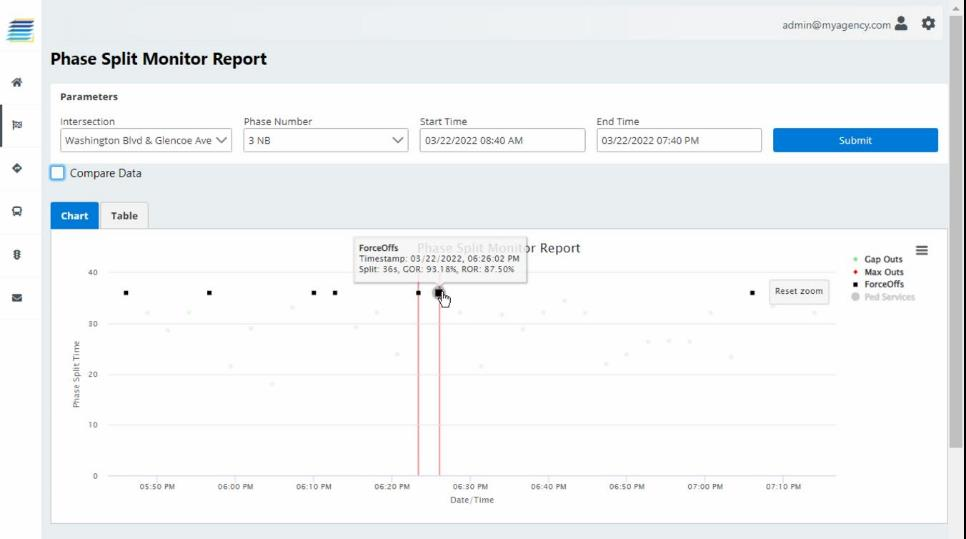 admin@myagency.com
Phase Split Monitor Report
Parameters
Intersection
Phase Number
Start Time
End Time
Washington Blvd & Glencoe Ave
3 NB
03/22/2022 08:40 AM
03/22/2022 07:40 PM
Submit
Compare Data
Chart
Table
Phase Split Monitor Report
ForceOffs
Timestamp: 03/22/2022, 06:26:02 PM
Split: 36s, GOR: 93.18%, ROR: 87.50%
Gap Outs
Max Outs
ForceOffs
Ped Services
Reset zoom
Phase Split Time
40
30
20
10
0
05:50 PM
06:00 PM
06:10 PM
06:20 PM
06:30 PM
06:40 PM
06:50 PM
07:00 PM
07:10 PM
Date/Time